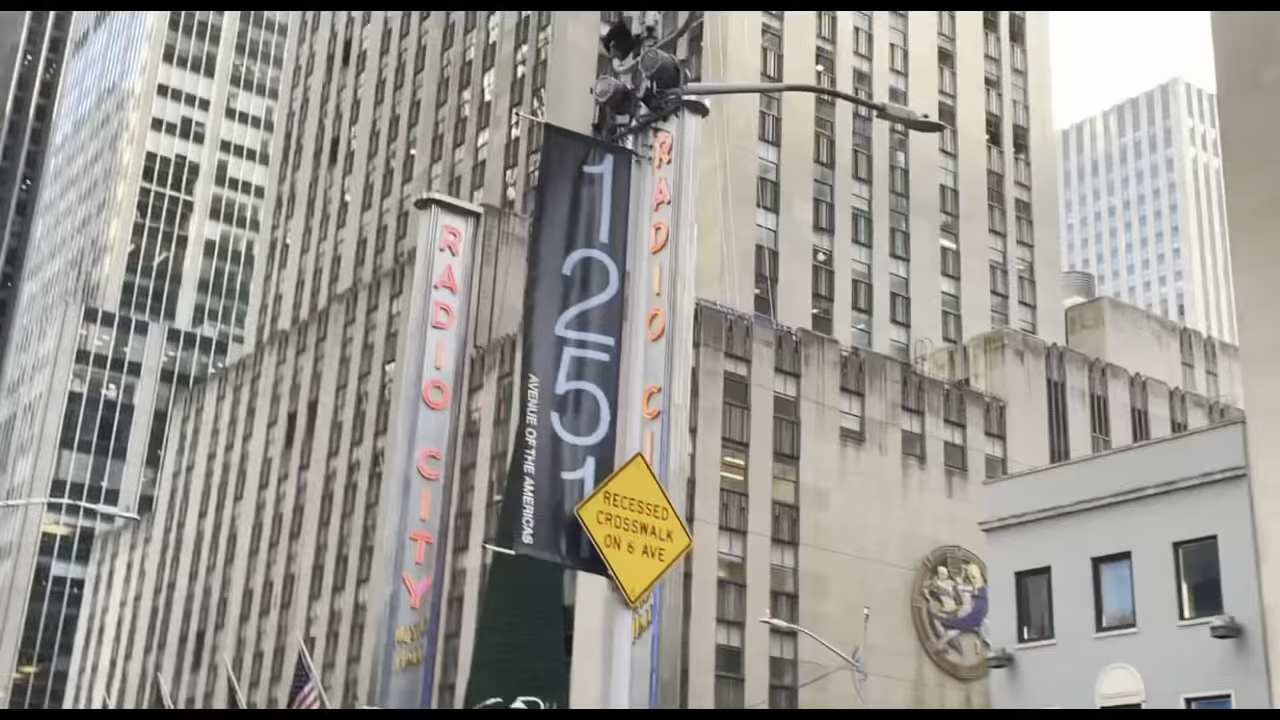 RADIO CITY
1251
AVENUE OF THE AMERICAS
RADIO CI
RECESSED
CROSSWALK
ON 6 AVE